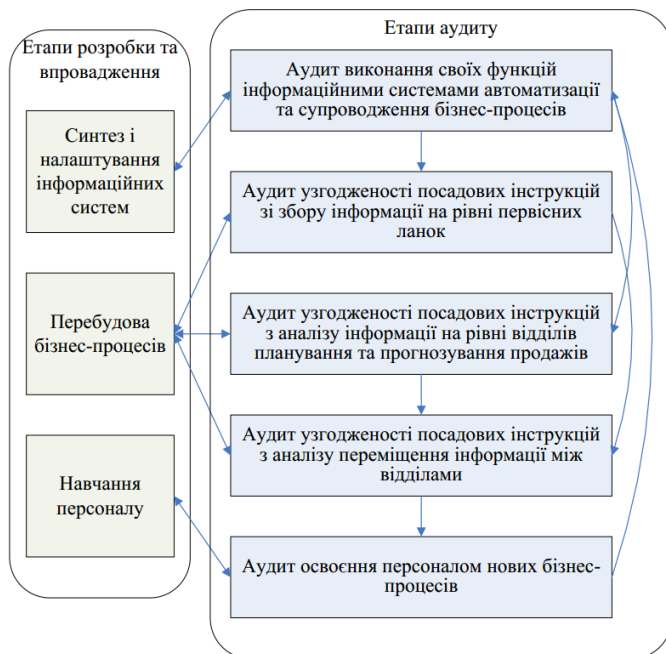 Етапи розробки та
впровадження
Синтез і
налаштування
інформаційних
систем
Перебудова
бізнес-процесів
Навчання
персоналу
Етапи аудиту
Аудит виконання своїх функцій
інформаційними системами автоматизації
та супроводження бізнес-процесів
Аудит узгодженості посадових інструкцій
зі збору інформації на рівні первісних
ланок
Аудит узгодженості посадових інструкцій
з аналізу інформації на рівні відділів
планування та прогнозування продажів
Аудит узгодженості посадових інструкцій
з аналізу переміщення інформації між
відділами
Аудит освоєння персоналом нових бізнес-
процесів